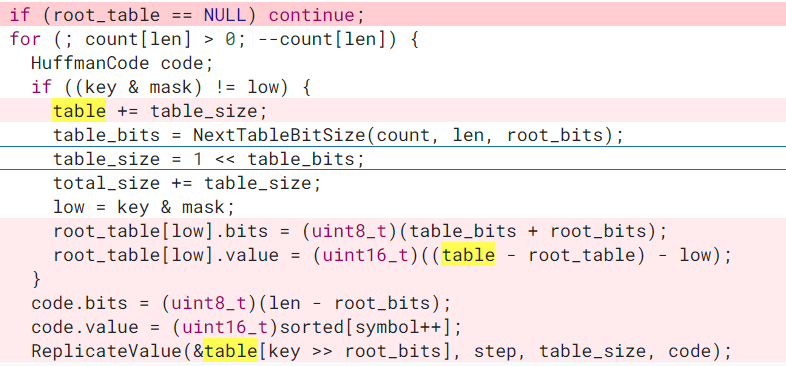 if (root_table == NULL) continue;
for (; count[len] > 0; --count[len]) {
  HuffmanCode code;
  if ((key & mask) != low) {
    table += table_size;
    table_bits = NextTableBitSize(count, len, root_bits);
    table_size = 1 << table_bits;
    total_size += table_size;
    low = key & mask;
    root_table[low].bits = (uint8_t)(table_bits + root_bits);
    root_table[low].value = (uint16_t)((table - root_table) - low);
  }
  code.bits = (uint8_t)(len - root_bits);
  code.value = (uint16_t)sorted[symbol++];
  ReplicateValue(&table[key >> root_bits], step, table_size, code);